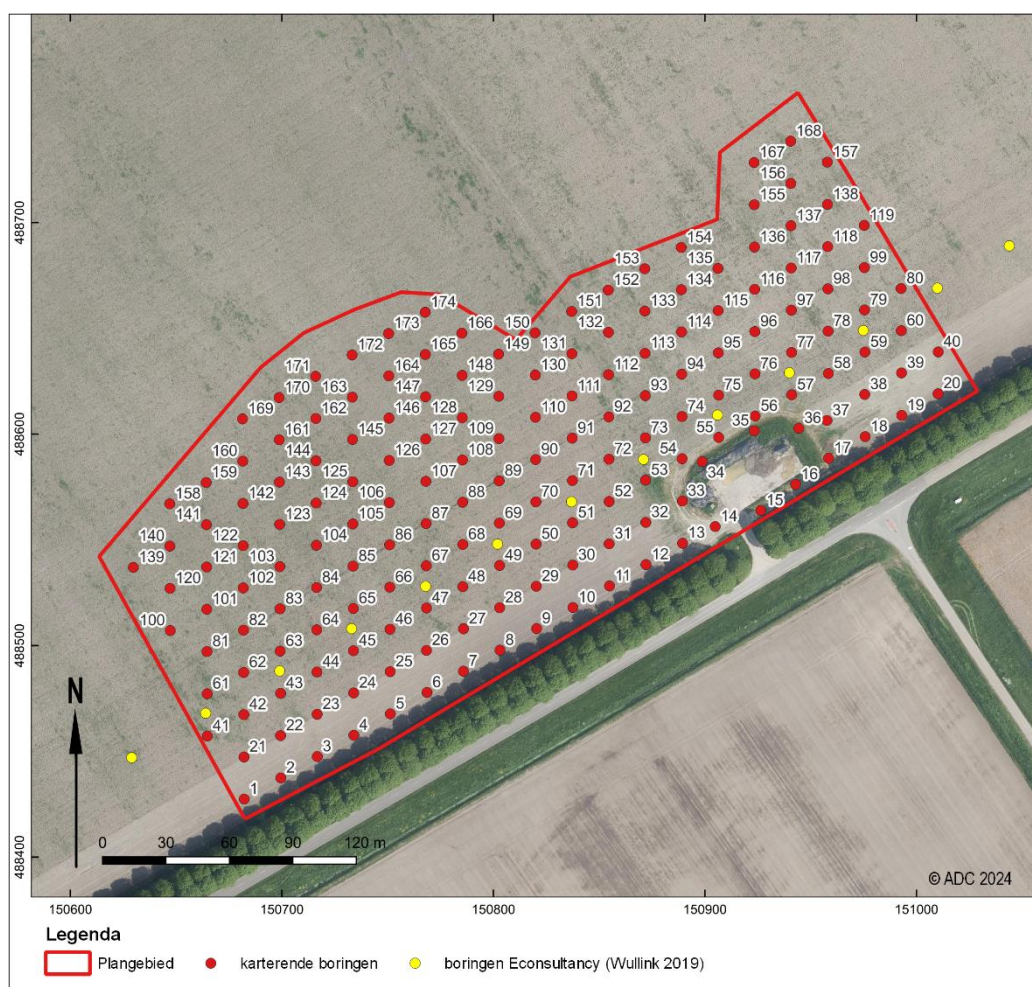 168
167 157
156
155 138
137 119
488700
154 136 118
153 135 117 99
152 134 116 98 80
174 151 133 115 97 79
173 166 150 132 114 96 78 60
172 165 149 131 113 95 77 59 40
171 164 148 130 112 94 76 58 39
170 163 147 129 111 93 75 57 38 20
169 162 146 128 110 92 74 56 37 19
488600
161 145 127 109 91 73 55 35 36 18
160 144 126 108 90 72 54 17
159 143 125 107 89 71 53 34 16
158 142 124 106 88 70 52 33 15
141 123 105 87 69 51 32 14
140 122 104 86 68 50 31 13
139 121 103 85 67 49 30 12
120 102 84 66 48 29 11
101 83 65 47 28 10
100 82 64 46 27 9
488500
81 63 45 26 8
62 44 25 7
61 43 24 6
N
42 23 5
41 22 4
21 3
2
1
0 30 60 90 120 m
488400
© ADC 2024
150600 150700 150800 150900 151000
Legenda
Plangebied karterende boringen boringen Econsultancy (Wullink 2019)